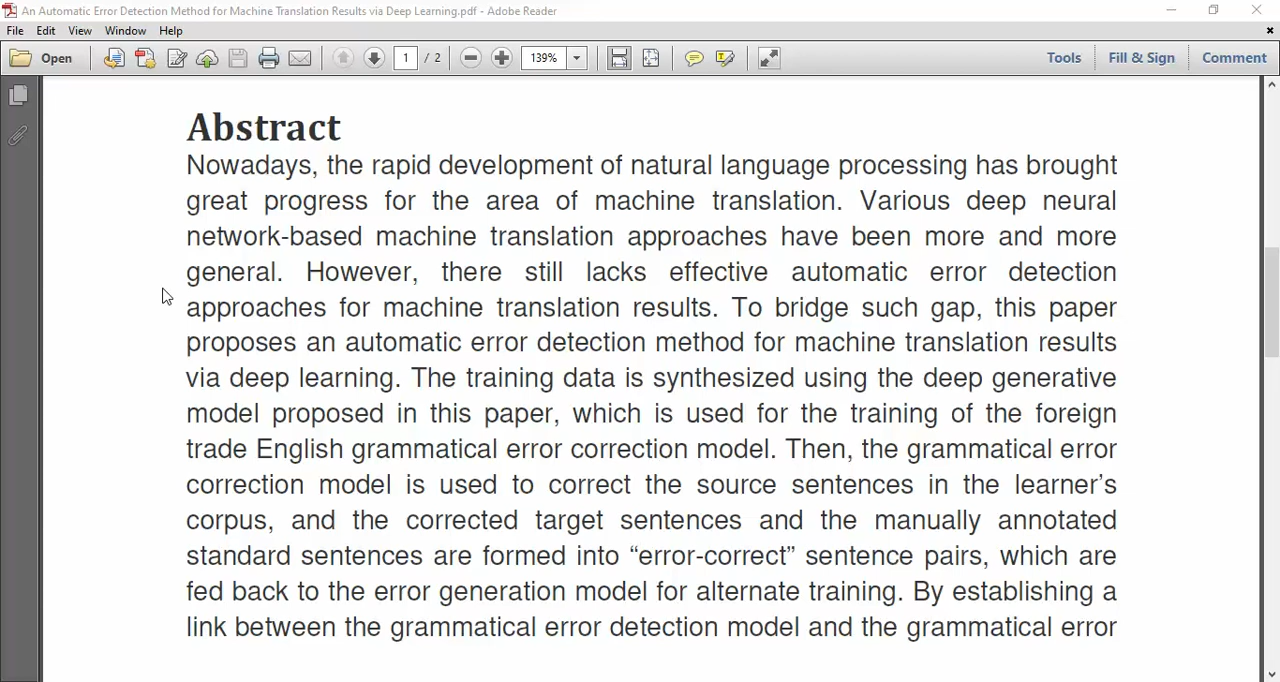 An Automatic Error Detection Method for Machine Translation Results via Deep Learning.pdf - Adobe Reader
File Edit View Window Help
Open 1 / 2 139% Tools Fill & Sign Comment
Abstract
Nowadays, the rapid development of natural language processing has brought
great progress for the area of machine translation. Various deep neural
network-based machine translation approaches have been more and more
general. However, there still lacks effective automatic error detection
approaches for machine translation results. To bridge such gap, this paper
proposes an automatic error detection method for machine translation results
via deep learning. The training data is synthesized using the deep generative
model proposed in this paper, which is used for the training of the foreign
trade English grammatical error correction model. Then, the grammatical error
correction model is used to correct the source sentences in the learner’s
corpus, and the corrected target sentences and the manually annotated
standard sentences are formed into “error-correct” sentence pairs, which are
fed back to the error generation model for alternate training. By establishing a
link between the grammatical error detection model and the grammatical error